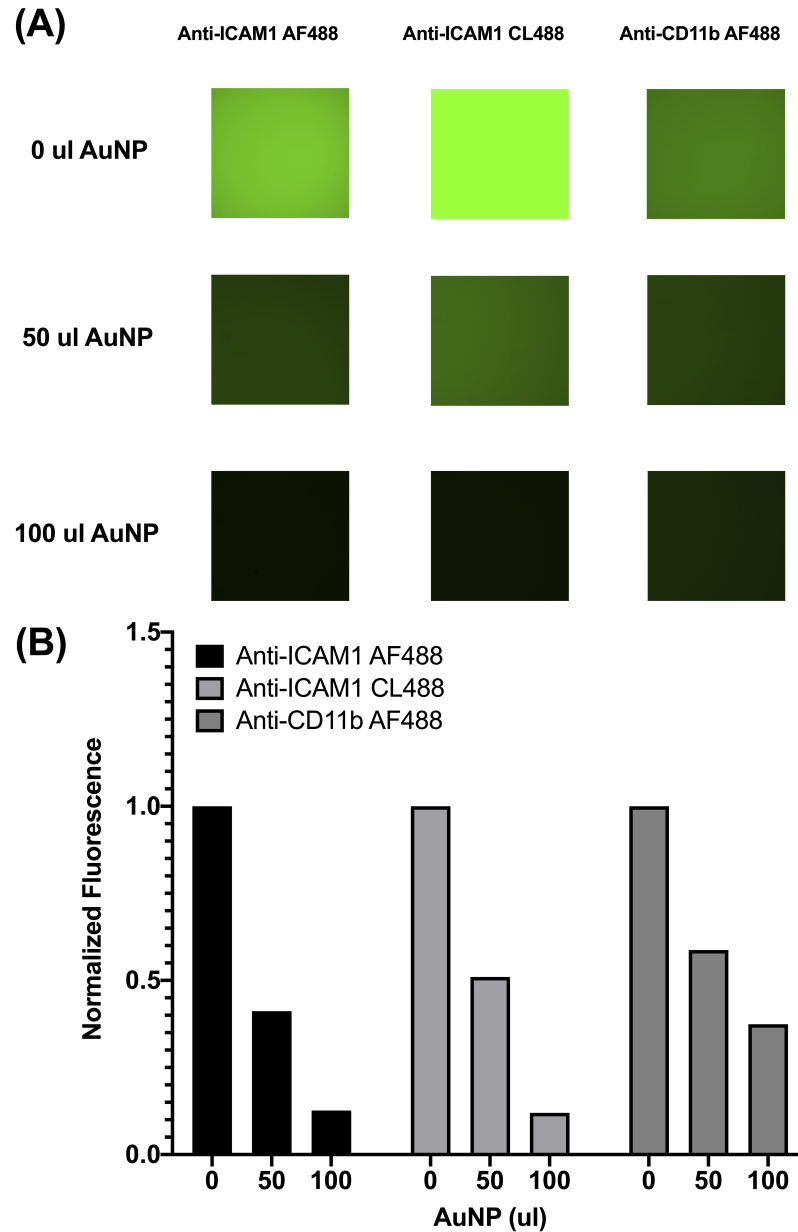 (A)
Anti-ICAM1 AF488 Anti-ICAM1 CL488 Anti-CD11b AF488
0 ul AuNP
50 ul AuNP
100 ul AuNP
(B)
1.5
Anti-ICAM1 AF488
Anti-ICAM1 CL488
Anti-CD11b AF488
Normalized Fluorescence
1.0
0.5
0.0
0 50 100 0 50 100 0 50 100
AuNP (ul)